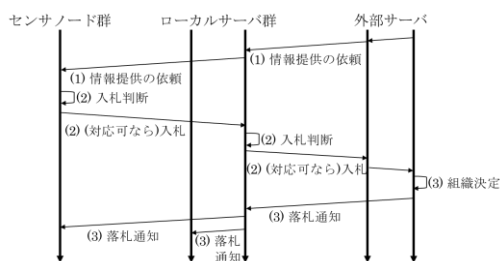 センサノード群 ローカルサーバ群 外部サーバ
(1) 情報提供の依頼
(1) 情報提供の依頼
(2) 入札判断
(2) (対応可なら)入札
(2) 入札判断
(2) (対応可なら)入札
(3) 組織決定
(3) 落札通知
(3) 落札通知
(3) 落札
通知